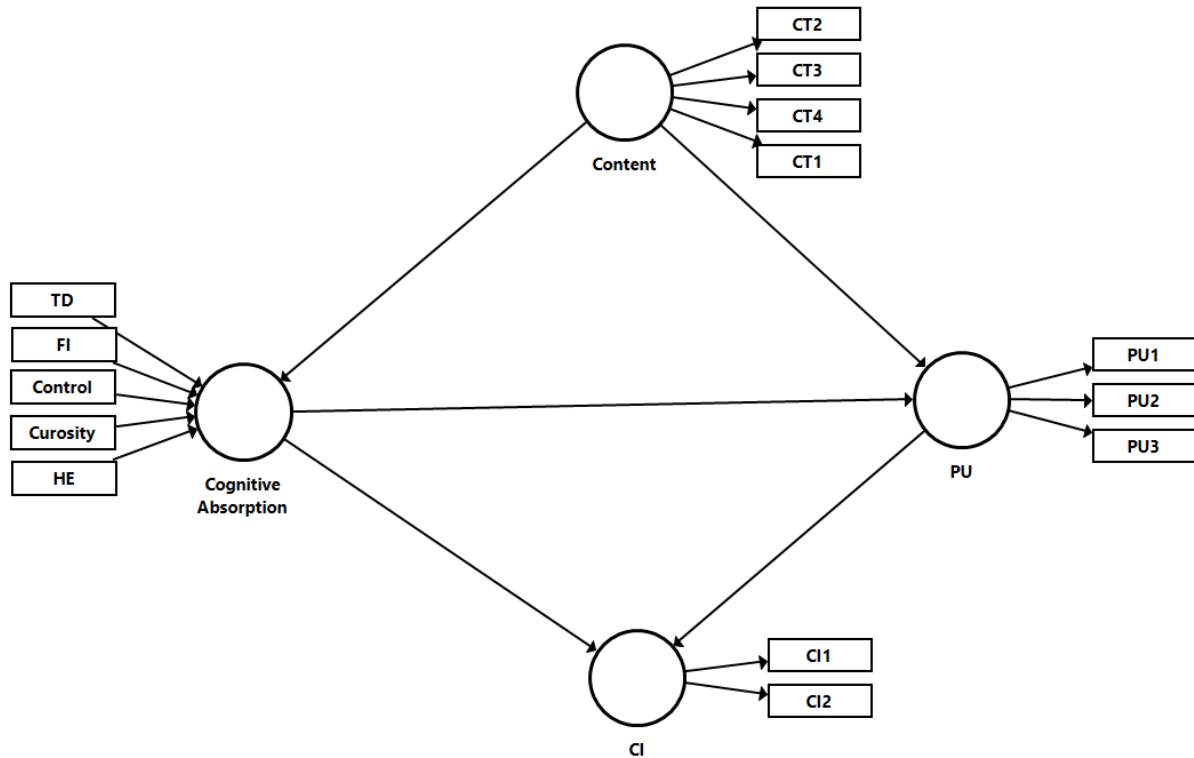 CT2
CT3
CT4
CT1
Content
TD
FI
Control
Curosity
HE
Cognitive
Absorption
PU1
PU2
PU3
PU
CI1
CI2
CI